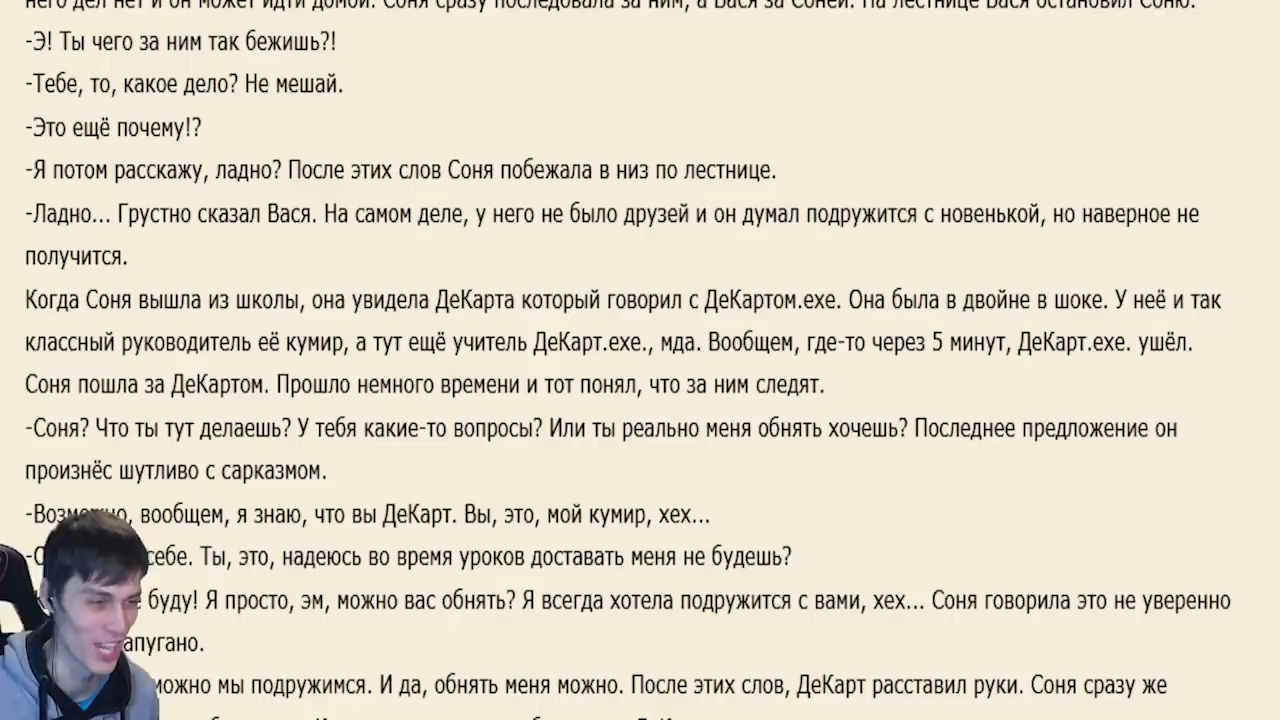 него дел нет и он может идти домой. Соня сразу последовала за ним, а Вася за Соней. На лестнице Вася остановил Соню.
-Э! Ты чего за ним так бежишь?!
-Тебе, то, какое дело? Не мешай.
-Это ещё почему!?
-Я потом расскажу, ладно? После этих слов Соня побежала в низ по лестнице.
-Ладно... Грустно сказал Вася. На самом деле, у него не было друзей и он думал подружится с новенькой, но наверное не
получится.
Когда Соня вышла из школы, она увидела ДеКарта который говорил с ДеКартом.exe. Она была в двойне в шоке. У неё и так
классный руководитель её кумир, а тут ещё учитель ДеКарт.exe., мда. Вообщем, где-то через 5 минут, ДеКарт.exe. ушёл.
Соня пошла за ДеКартом. Прошло немного времени и тот понял, что за ним следят.
-Соня? Что ты тут делаешь? У тебя какие-то вопросы? Или ты реально меня обнять хочешь? Последнее предложение он
произнёс шутливо с сарказмом.
-Возможно, вообщем, я знаю, что вы ДеКарт. Вы, это, мой кумир, хех...
себе. Ты, это, надеюсь во время уроков доставать меня не будешь?
буду! Я просто, эм, можно вас обнять? Я всегда хотела подружится с вами, хех... Соня говорила это не уверенно
мы подружимся. И да, обнять меня можно. После этих слов, ДеКарт расставил руки. Соня сразу же